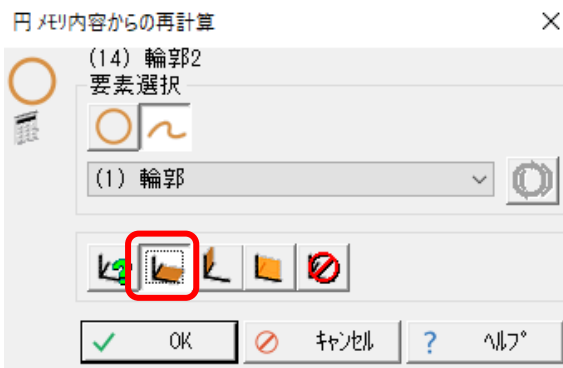 円 ﾒﾓﾘ内容からの再計算
(14) 輪郭2
要素選択
(1) 輪郭
OK
ｷｬﾝｾﾙ
?
ﾍﾙﾌﾟ